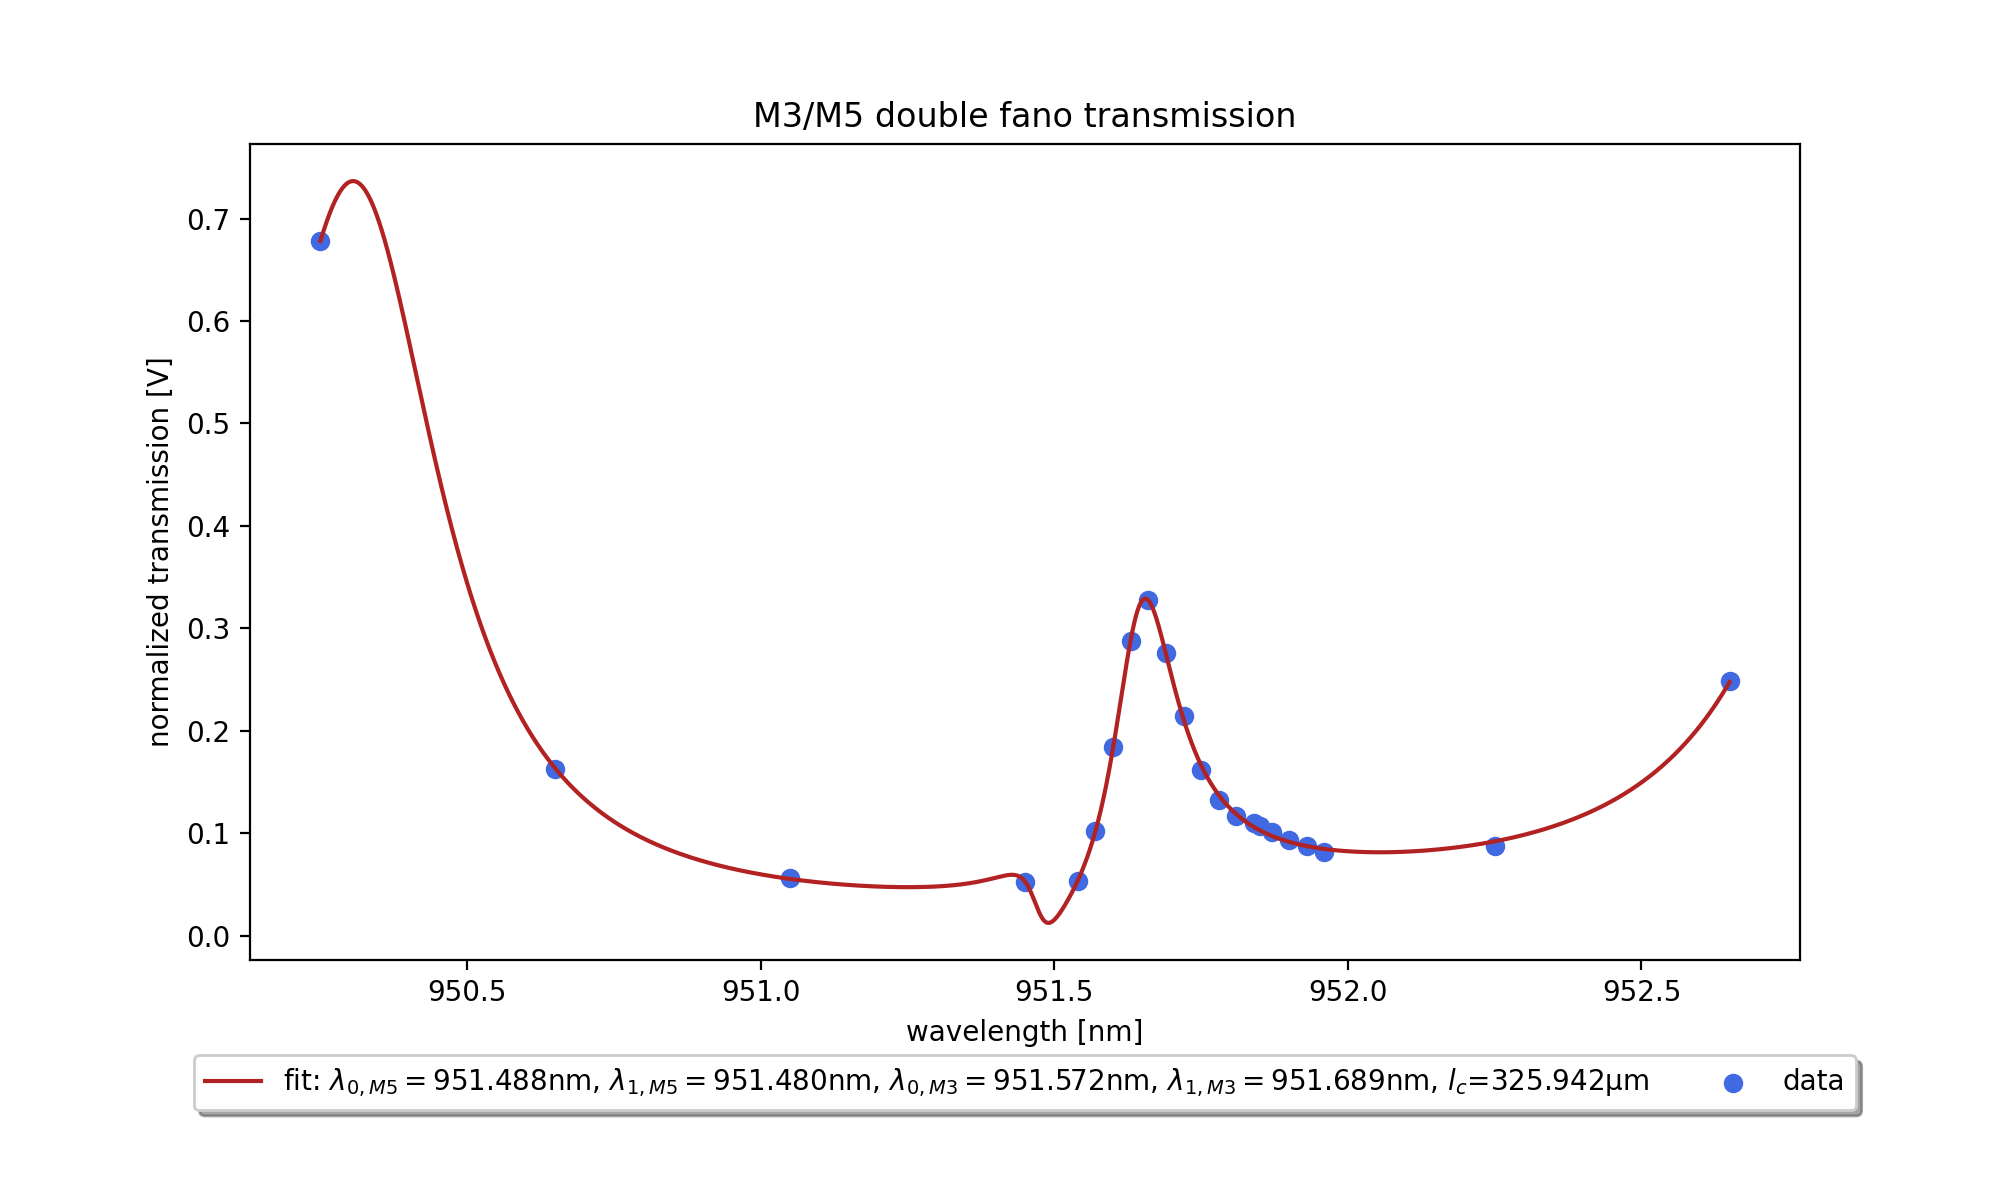 M3/M5 double fano transmission
normalized transmission [V]
0.7
0.6
0.5
0.4
0.3
0.2
0.1
0.0
950.5 951.0 951.5 952.0 952.5
wavelength [nm]
fit: λ₀,M5 = 951.488nm, λ₁,M5 = 951.480nm, λ₀,M3 = 951.572nm, λ₁,M3 = 951.689nm, l_c=325.942μm data